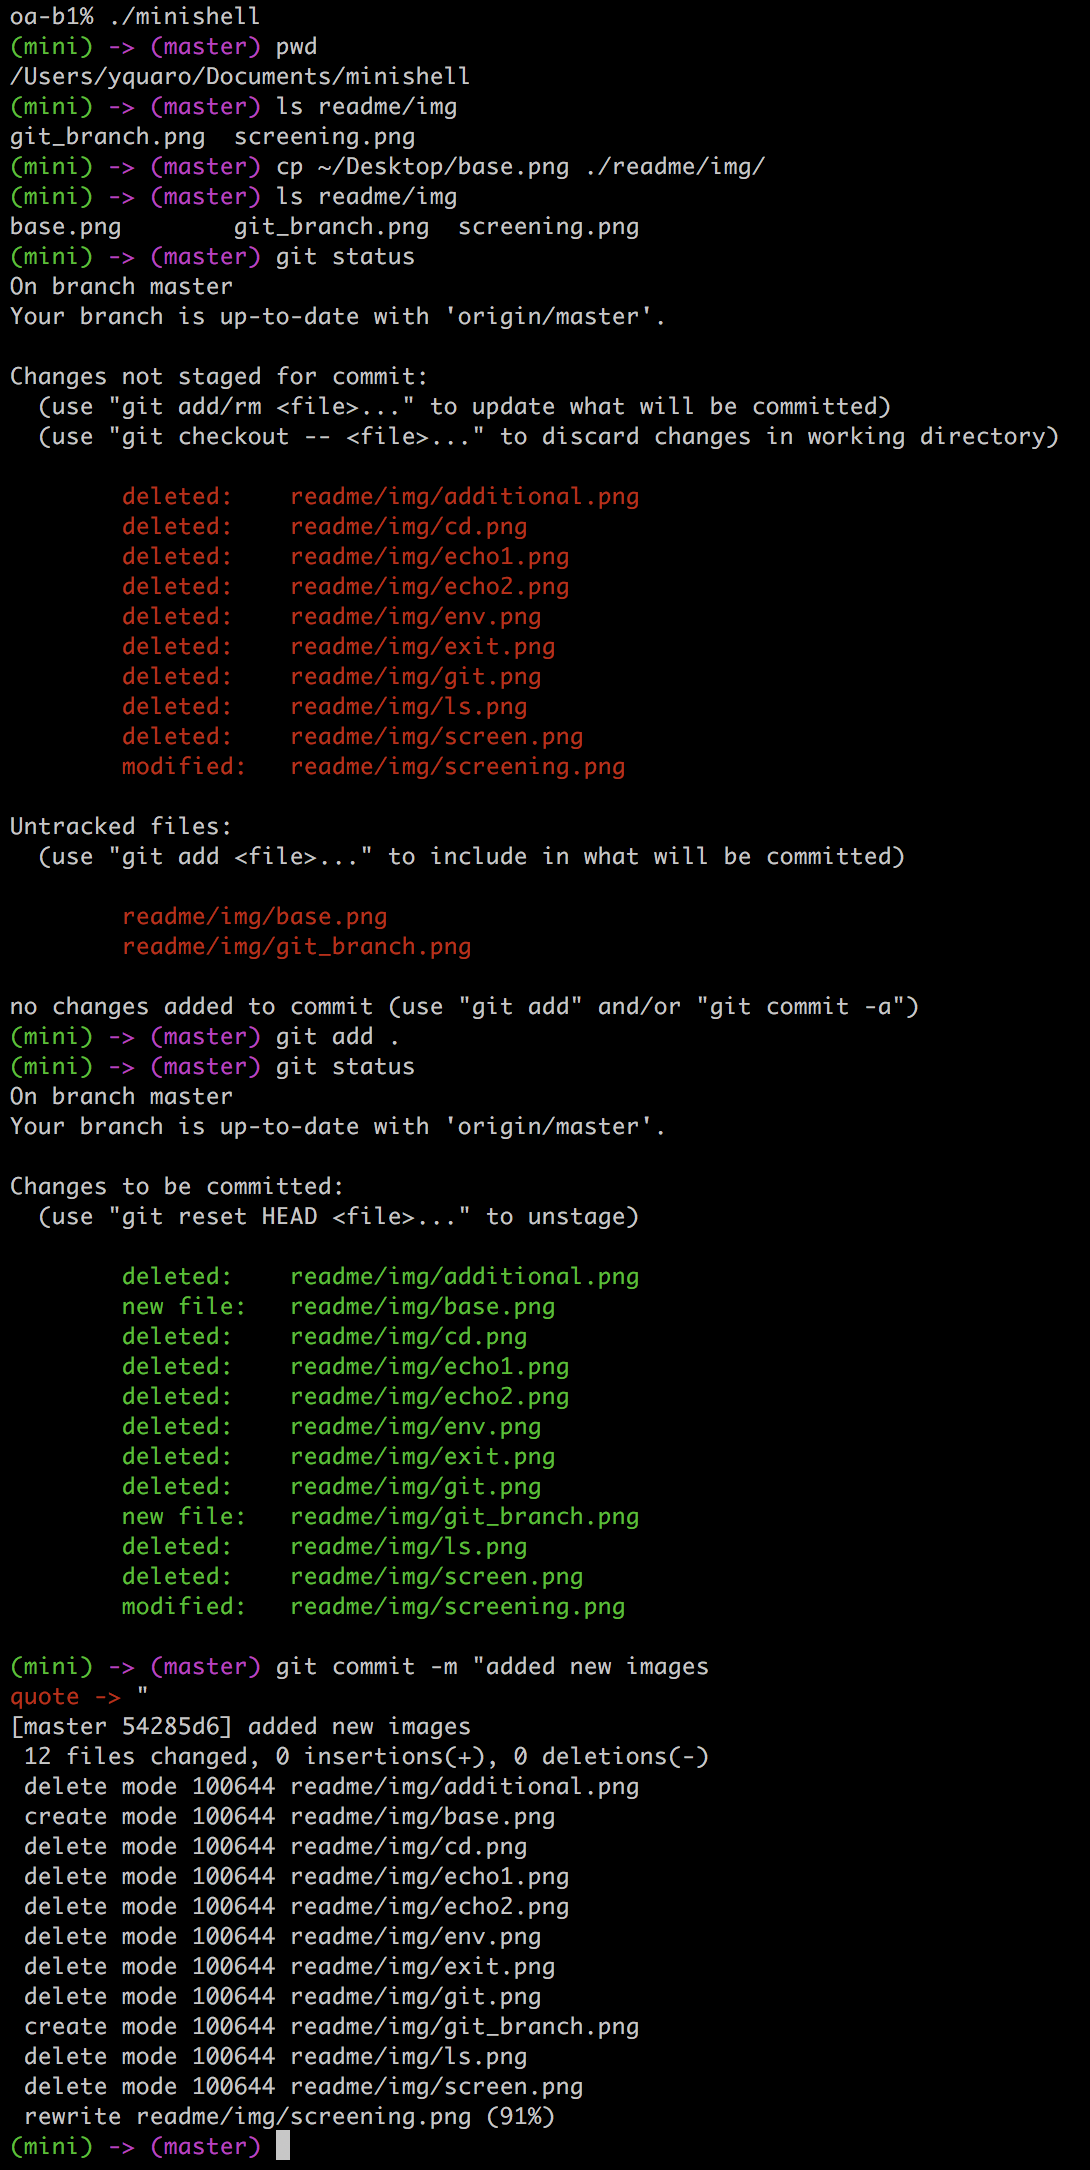 oa-b1% ./minishell
(mini) -> (master) pwd
/Users/yquaro/Documents/minishell
(mini) -> (master) ls readme/img
git_branch.png  screening.png
(mini) -> (master) cp ~/Desktop/base.png ./readme/img/
(mini) -> (master) ls readme/img
base.png        git_branch.png  screening.png
(mini) -> (master) git status
On branch master
Your branch is up-to-date with 'origin/master'.

Changes not staged for commit:
  (use "git add/rm <file>..." to update what will be committed)
  (use "git checkout -- <file>..." to discard changes in working directory)

        deleted:    readme/img/additional.png
        deleted:    readme/img/cd.png
        deleted:    readme/img/echo1.png
        deleted:    readme/img/echo2.png
        deleted:    readme/img/env.png
        deleted:    readme/img/exit.png
        deleted:    readme/img/git.png
        deleted:    readme/img/ls.png
        deleted:    readme/img/screen.png
        modified:   readme/img/screening.png

Untracked files:
  (use "git add <file>..." to include in what will be committed)

        readme/img/base.png
        readme/img/git_branch.png

no changes added to commit (use "git add" and/or "git commit -a")
(mini) -> (master) git add .
(mini) -> (master) git status
On branch master
Your branch is up-to-date with 'origin/master'.

Changes to be committed:
  (use "git reset HEAD <file>..." to unstage)

        deleted:    readme/img/additional.png
        new file:   readme/img/base.png
        deleted:    readme/img/cd.png
        deleted:    readme/img/echo1.png
        deleted:    readme/img/echo2.png
        deleted:    readme/img/env.png
        deleted:    readme/img/exit.png
        deleted:    readme/img/git.png
        new file:   readme/img/git_branch.png
        deleted:    readme/img/ls.png
        deleted:    readme/img/screen.png
        modified:   readme/img/screening.png

(mini) -> (master) git commit -m "added new images
quote -> "
[master 54285d6] added new images
 12 files changed, 0 insertions(+), 0 deletions(-)
 delete mode 100644 readme/img/additional.png
 create mode 100644 readme/img/base.png
 delete mode 100644 readme/img/cd.png
 delete mode 100644 readme/img/echo1.png
 delete mode 100644 readme/img/echo2.png
 delete mode 100644 readme/img/env.png
 delete mode 100644 readme/img/exit.png
 delete mode 100644 readme/img/git.png
 create mode 100644 readme/img/git_branch.png
 delete mode 100644 readme/img/ls.png
 delete mode 100644 readme/img/screen.png
 rewrite readme/img/screening.png (91%)
(mini) -> (master)